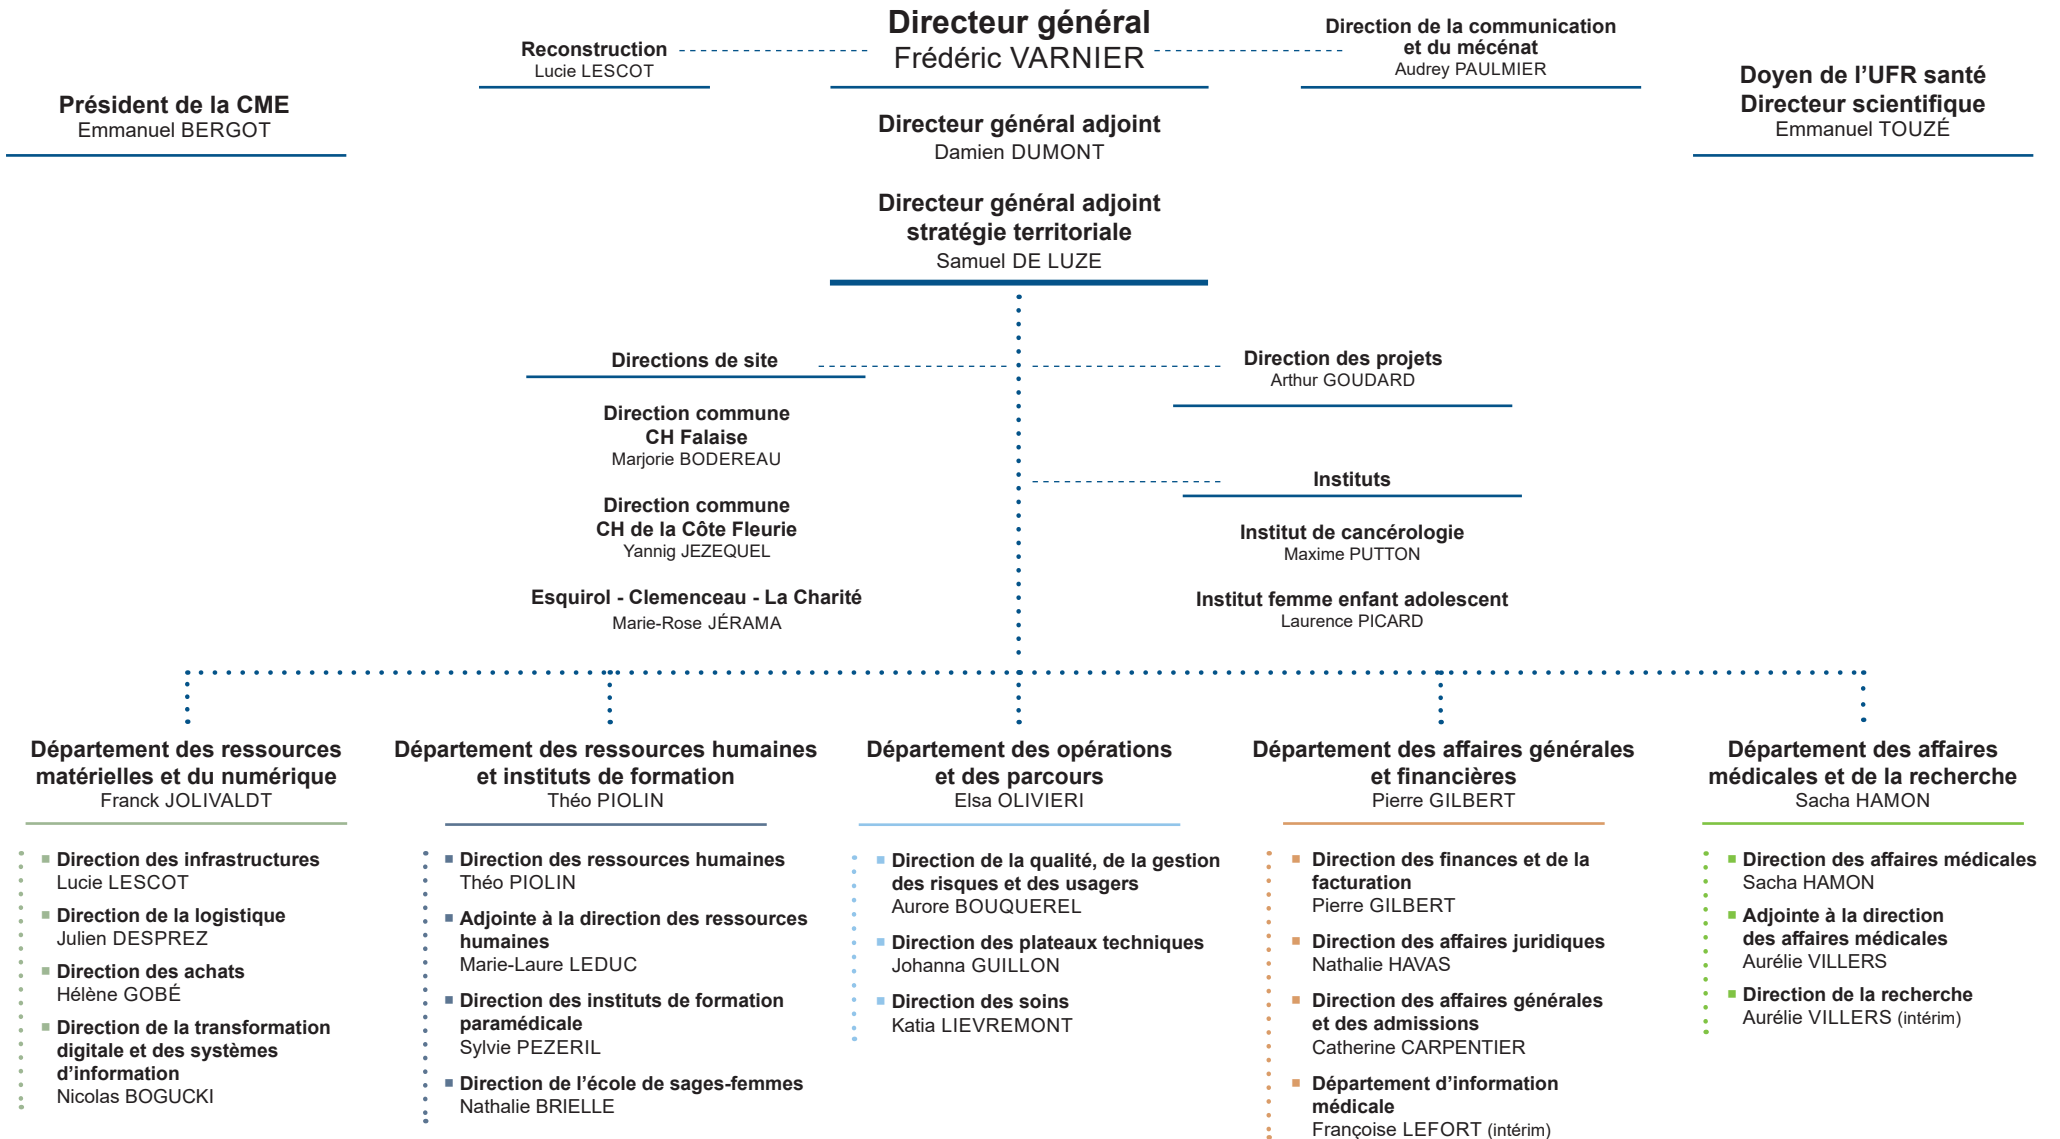 Directeur général
Frédéric VARNIER
Reconstruction
Lucie LESCOT
Direction de la communication
et du mécénat
Audrey PAULMIER
Président de la CME
Emmanuel BERGOT
Doyen de l’UFR santé
Directeur scientifique
Emmanuel TOUZÉ
Directeur général adjoint
Damien DUMONT
Directeur général adjoint
stratégie territoriale
Samuel DE LUZE
Directions de site
Direction commune
CH Falaise
Marjorie BODEREAU
Direction commune
CH de la Côte Fleurie
Yannig JEZEQUEL
Esquirol - Clemenceau - La Charité
Marie-Rose JÉRAMA
Direction des projets
Arthur GOUDARD
Instituts
Institut de cancérologie
Maxime PUTTON
Institut femme enfant adolescent
Laurence PICARD
Département des ressources
matérielles et du numérique
Franck JOLIVALDT
Direction des infrastructures
Lucie LESCOT
Direction de la logistique
Julien DESPREZ
Direction des achats
Hélène GOBÉ
Direction de la transformation
digitale et des systèmes
d’information
Nicolas BOGUCKI
Département des ressources humaines
et instituts de formation
Théo PIOLIN
Direction des ressources humaines
Théo PIOLIN
Adjointe à la direction des ressources
humaines
Marie-Laure LEDUC
Direction des instituts de formation
paramédicale
Sylvie PEZERIL
Direction de l’école de sages-femmes
Nathalie BRIELLE
Département des opérations
et des parcours
Elsa OLIVIERI
Direction de la qualité, de la gestion
des risques et des usagers
Aurore BOUQUEREL
Direction des plateaux techniques
Johanna GUILLON
Direction des soins
Katia LIEVREMONT
Département des affaires générales
et financières
Pierre GILBERT
Direction des finances et de la
facturation
Pierre GILBERT
Direction des affaires juridiques
Nathalie HAVAS
Direction des affaires générales
et des admissions
Catherine CARPENTIER
Département d’information
médicale
Françoise LEFORT (intérim)
Département des affaires
médicales et de la recherche
Sacha HAMON
Direction des affaires médicales
Sacha HAMON
Adjointe à la direction
des affaires médicales
Aurélie VILLERS
Direction de la recherche
Aurélie VILLERS (intérim)